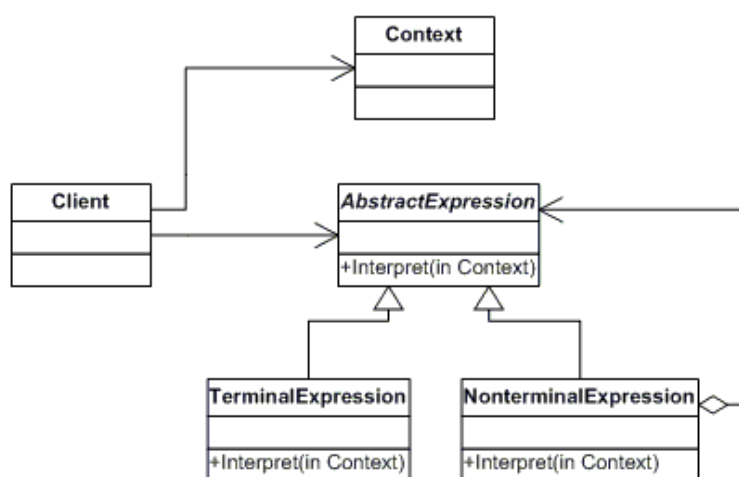 Context
Client
AbstractExpression
+Interpret(in Context)
TerminalExpression
NonterminalExpression
+Interpret(in Context)
+Interpret(in Context)